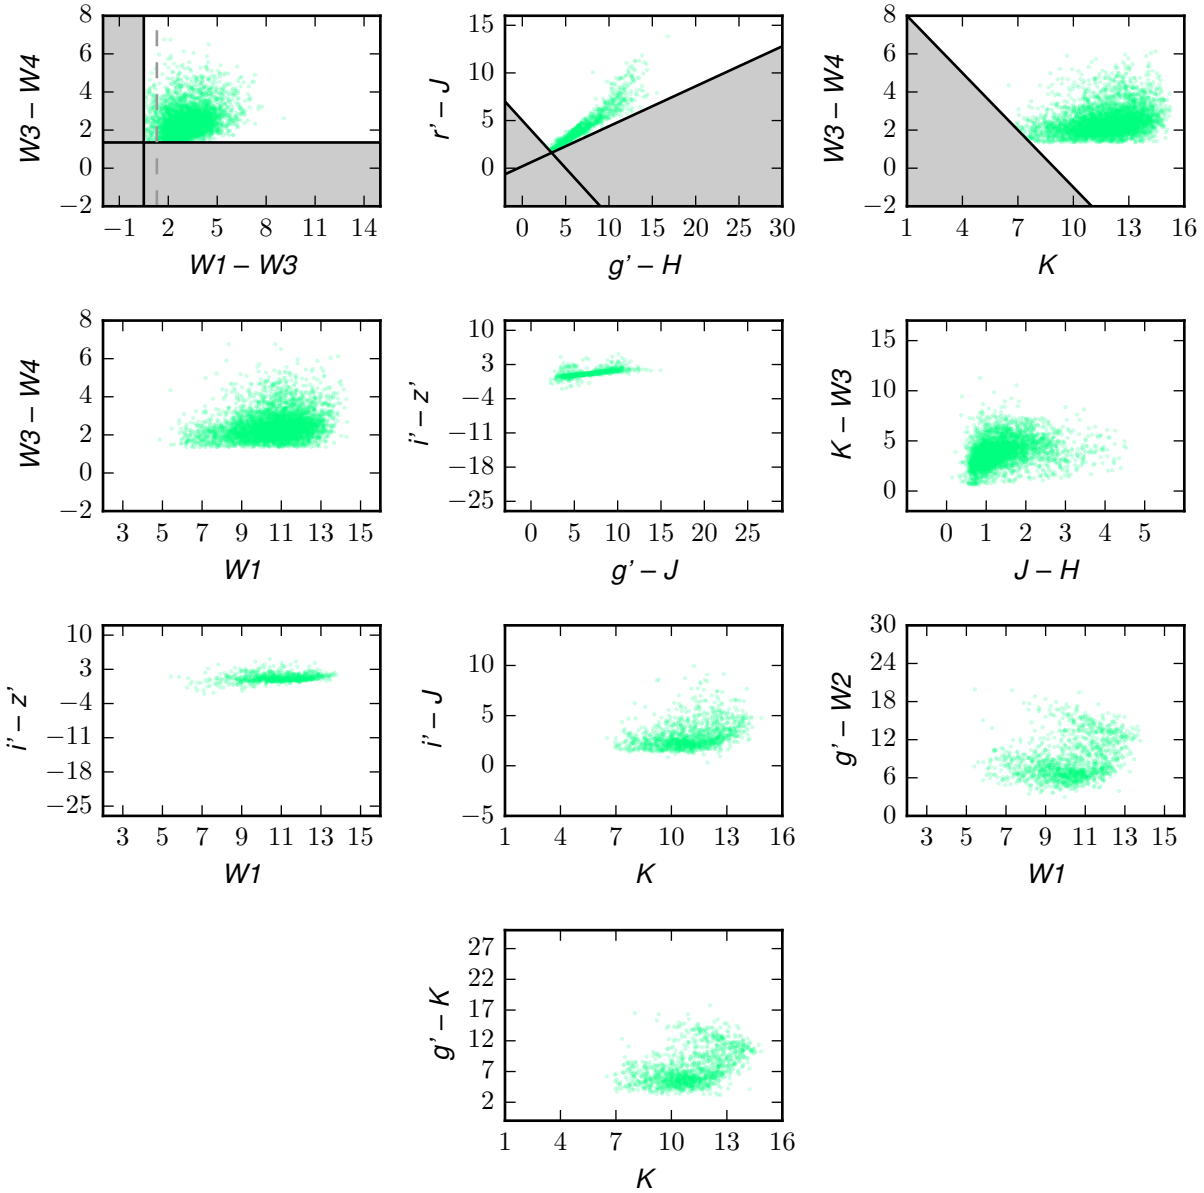 8
6
4
2
0
−2
W3 – W4
−1 2 5 8 11 14
W1 – W3
15
10
5
0
r' – J
0 5 10 15 20 25 30
g' – H
8
6
4
2
0
−2
W3 – W4
1 4 7 10 13 16
K
8
6
4
2
0
−2
W3 – W4
3 5 7 9 11 13 15
W1
10
3
−4
−11
−18
−25
i' – z'
0 5 10 15 20 25
g' – J
15
10
5
0
K – W3
0 1 2 3 4 5
J – H
10
3
−4
−11
−18
−25
i' – z'
3 5 7 9 11 13 15
W1
10
5
0
−5
i' – J
1 4 7 10 13 16
K
30
24
18
12
6
0
g' – W2
3 5 7 9 11 13 15
W1
27
22
17
12
7
2
g' – K
1 4 7 10 13 16
K